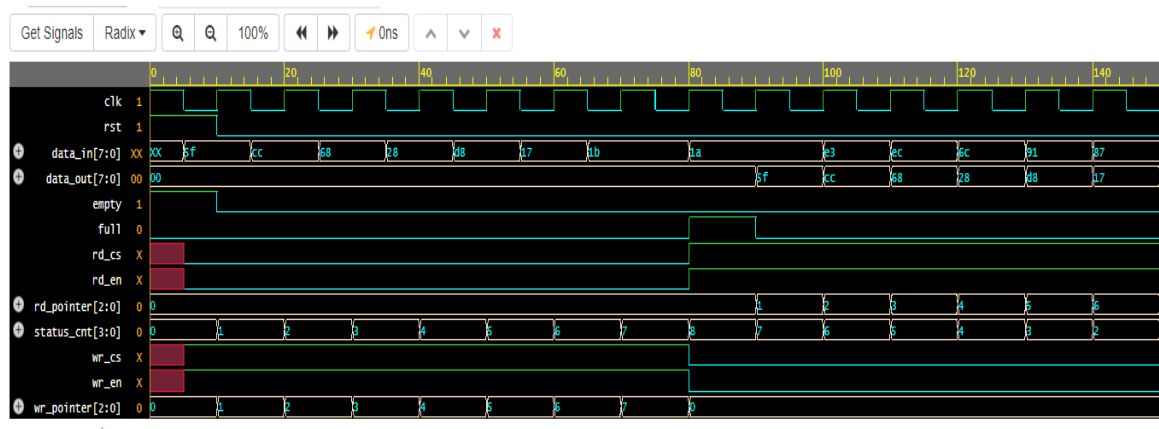 Get Signals Radix▾ 100% 0ns
0 20 40 60 80 100 120 140
clk 1
rst 1
data_in[7:0] XX XX 5f cc 68 28 d8 17 1b 1a e3 ec 6c 91 87
data_out[7:0] 00 00 5f cc 68 28 d8 17
empty 1
full 0
rd_cs X
rd_en X
rd_pointer[2:0] 0 0 1 2 3 4 5 6
status_cnt[3:0] 0 0 1 2 3 4 5 6 7 8 7 6 5 4 3 2
wr_cs X
wr_en X
wr_pointer[2:0] 0 0 1 2 3 4 5 6 7 0